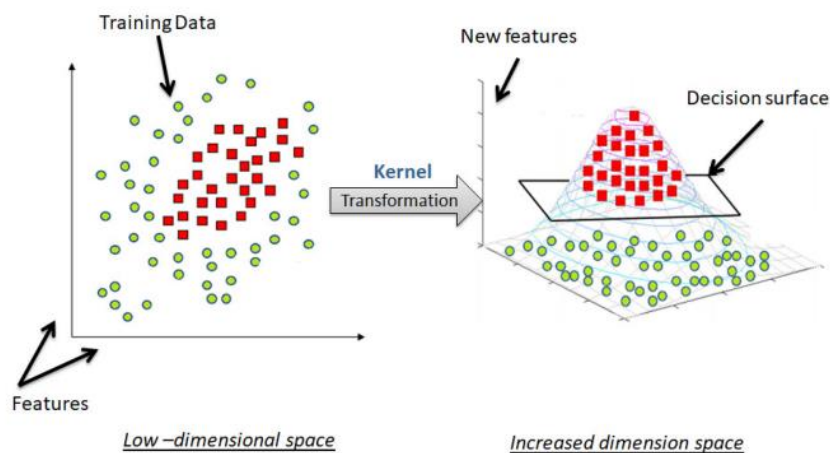 Training Data
New features
Decision surface
Kernel
Transformation
Features
Low –dimensional space
Increased dimension space